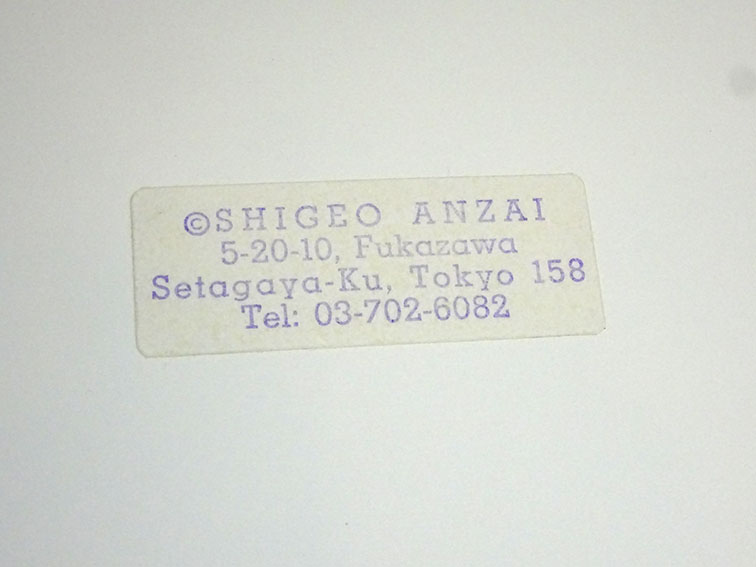 ©SHIGEO ANZAI
5-20-10, Fukazawa
Setagaya-Ku, Tokyo 158
Tel: 03-702-6082